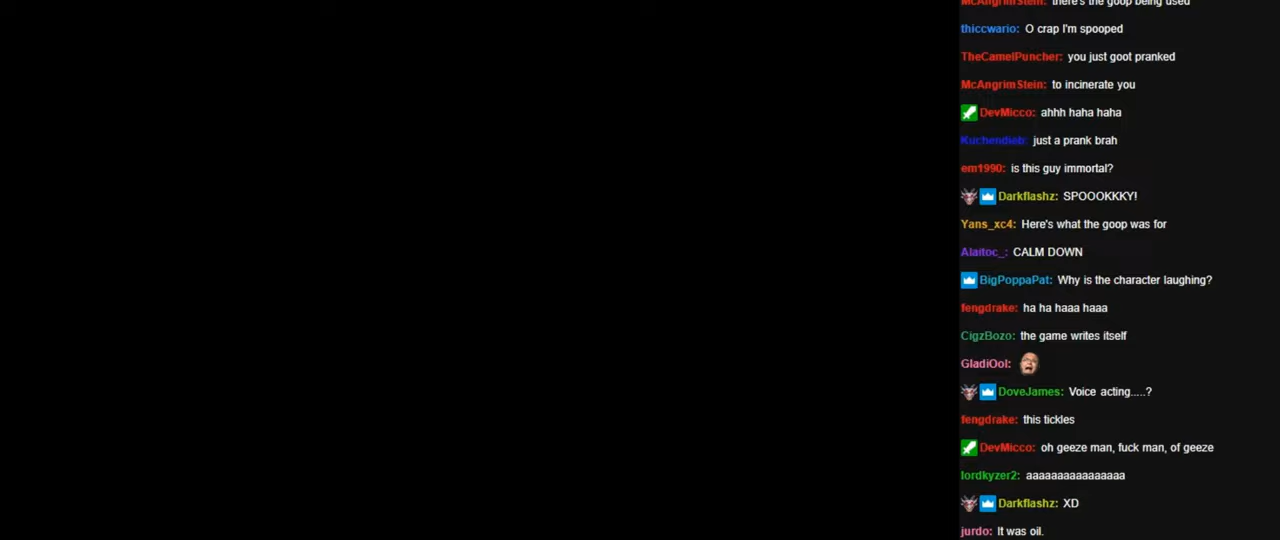 McAngrimStein: there's the goop being used
thiccwario: O crap I'm spooped
TheCamelPuncher: you just goot pranked
McAngrimStein: to incinerate you
DevMicco: ahhh haha haha
Kuchendieb: just a prank brah
em1990: is this guy immortal?
Darkflashz: SPOOOKKKY!
Yans_xc4: Here's what the goop was for
Alaitoc_: CALM DOWN
BigPoppaPat: Why is the character laughing?
fengdrake: ha ha haaa haaa
CigzBozo: the game writes itself
GladiOol:
DoveJames: Voice acting.....?
fengdrake: this tickles
DevMicco: oh geeze man, fuck man, of geeze
lordkyzer2: aaaaaaaaaaaaaaaa
Darkflashz: XD
jurdo: It was oil.